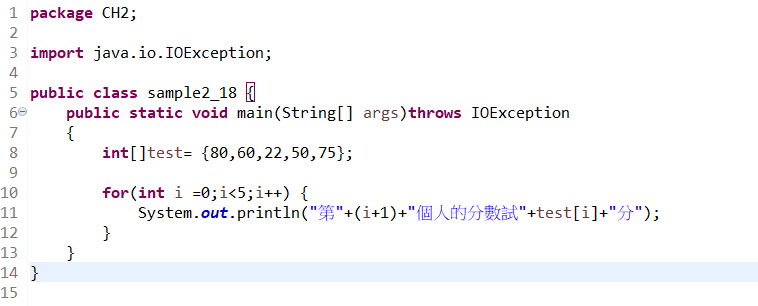 1 package CH2;
2
3 import java.io.IOException;
4
5 public class sample2_18 {
6 public static void main(String[] args)throws IOException
7 {
8 int[]test= {80,60,22,50,75};
9
10 for(int i =0;i<5;i++) {
11 System.out.println("第"+(i+1)+"個人的分數試"+test[i]+"分");
12 }
13 }
14 }
15